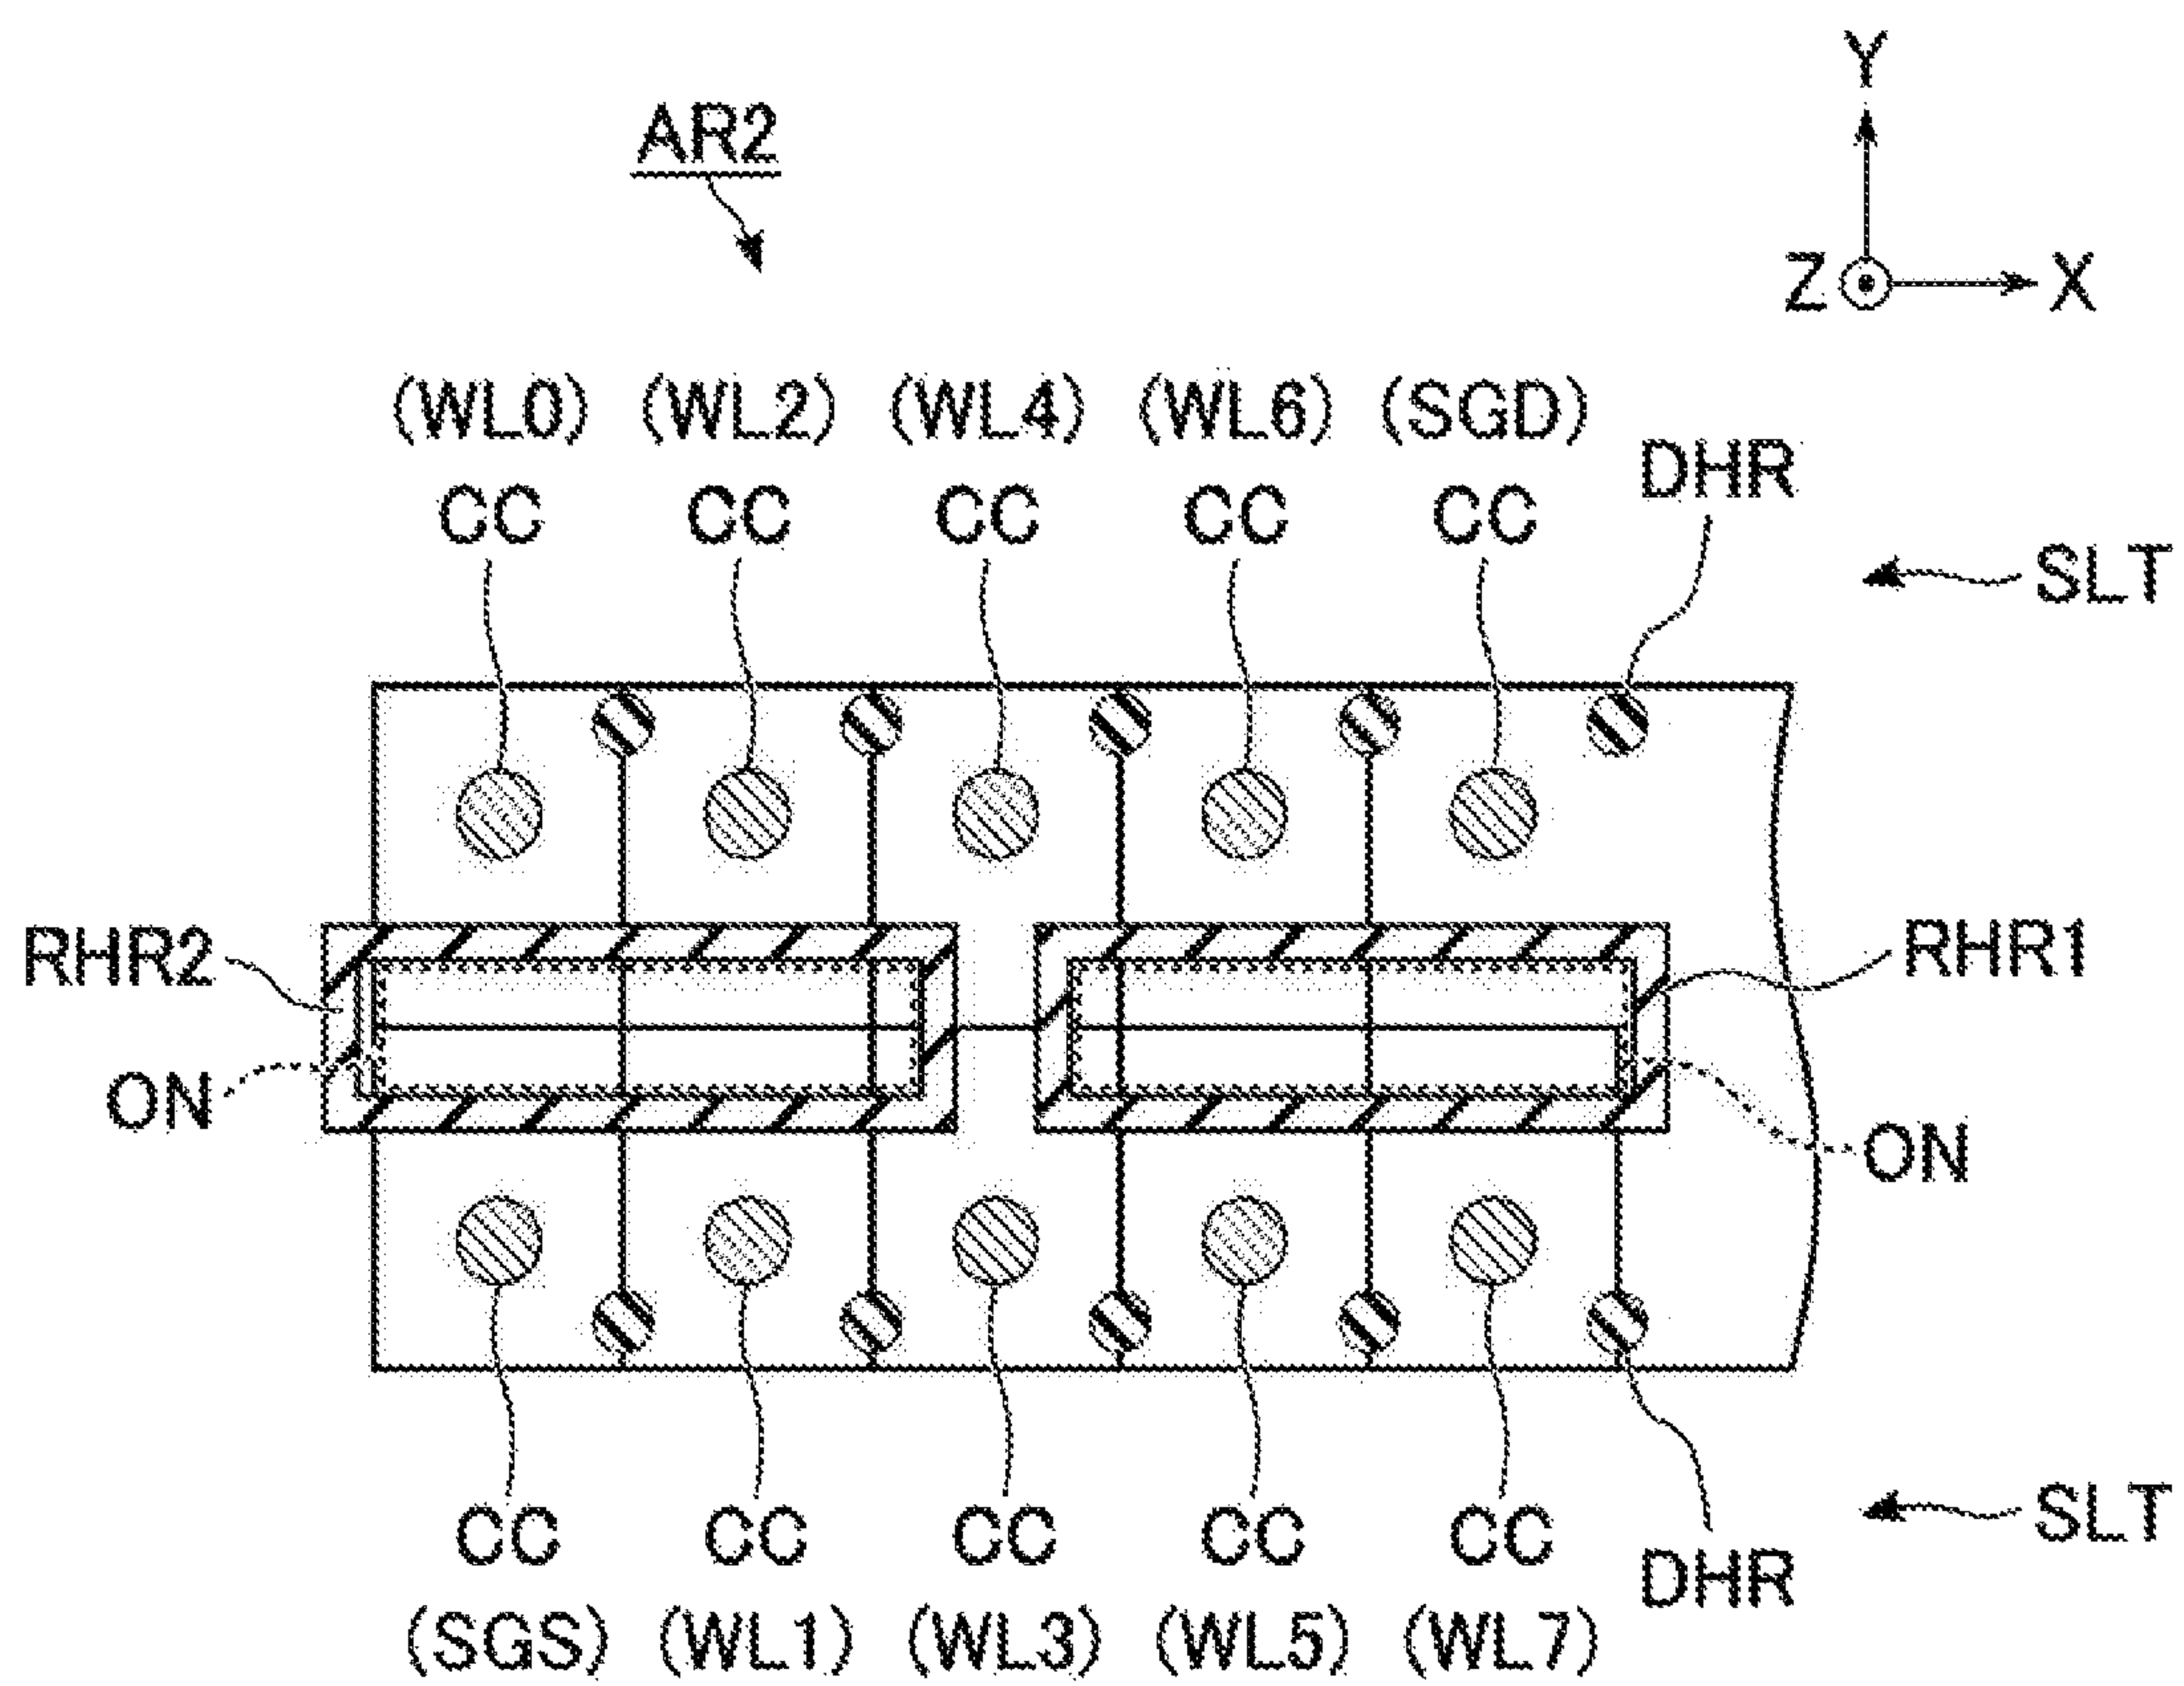 Y
AR2
Z X
(WL0) (WL2) (WL4) (WL6) (SGD)
DHR
CC CC CC CC CC
SLT
RHR2 RHR1
ON ON
CC CC CC CC CC
SLT
DHR
(SGS) (WL1) (WL3) (WL5) (WL7)